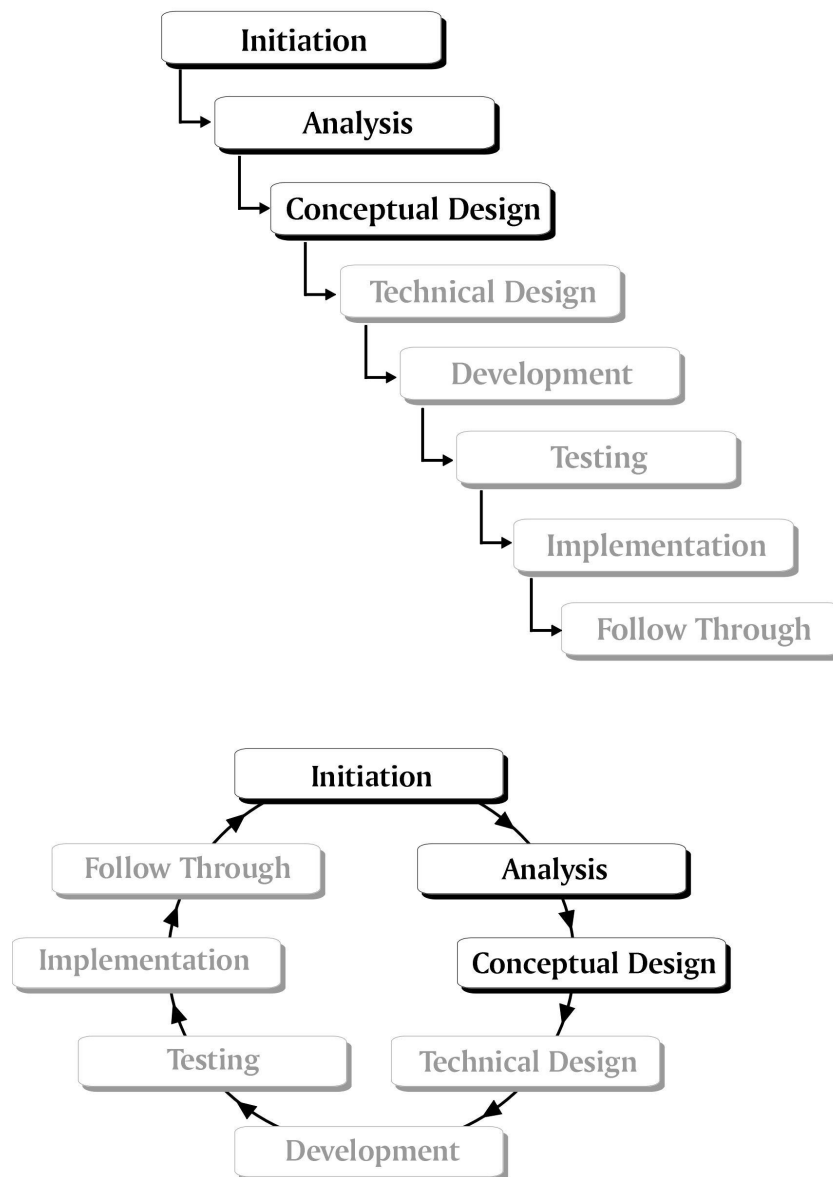 Initiation
Analysis
Conceptual Design
Technical Design
Development
Testing
Implementation
Follow Through
Initiation
Follow Through
Analysis
Implementation
Conceptual Design
Testing
Technical Design
Development